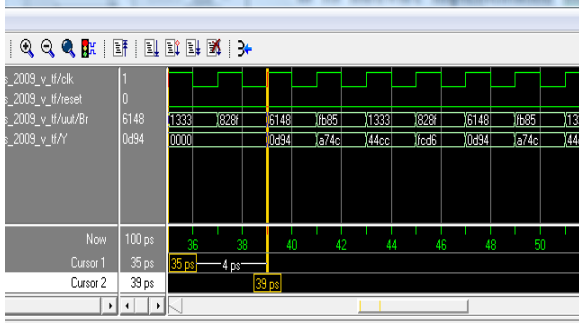 s_2009_v_tf/clk 1
s_2009_v_tf/reset 0
s_2009_v_tf/uut/Br 6148 1333 828f 6148 fb85 1333 828f 6148 fb85 13
s_2009_v_tf/Y 0d94 0000 0d94 a74c 44cc fcd6 0d94 a74c 44
Now 100 ps 36 38 40 42 44 46 48 50
Cursor 1 35 ps 35 ps 4 ps
Cursor 2 39 ps 39 ps